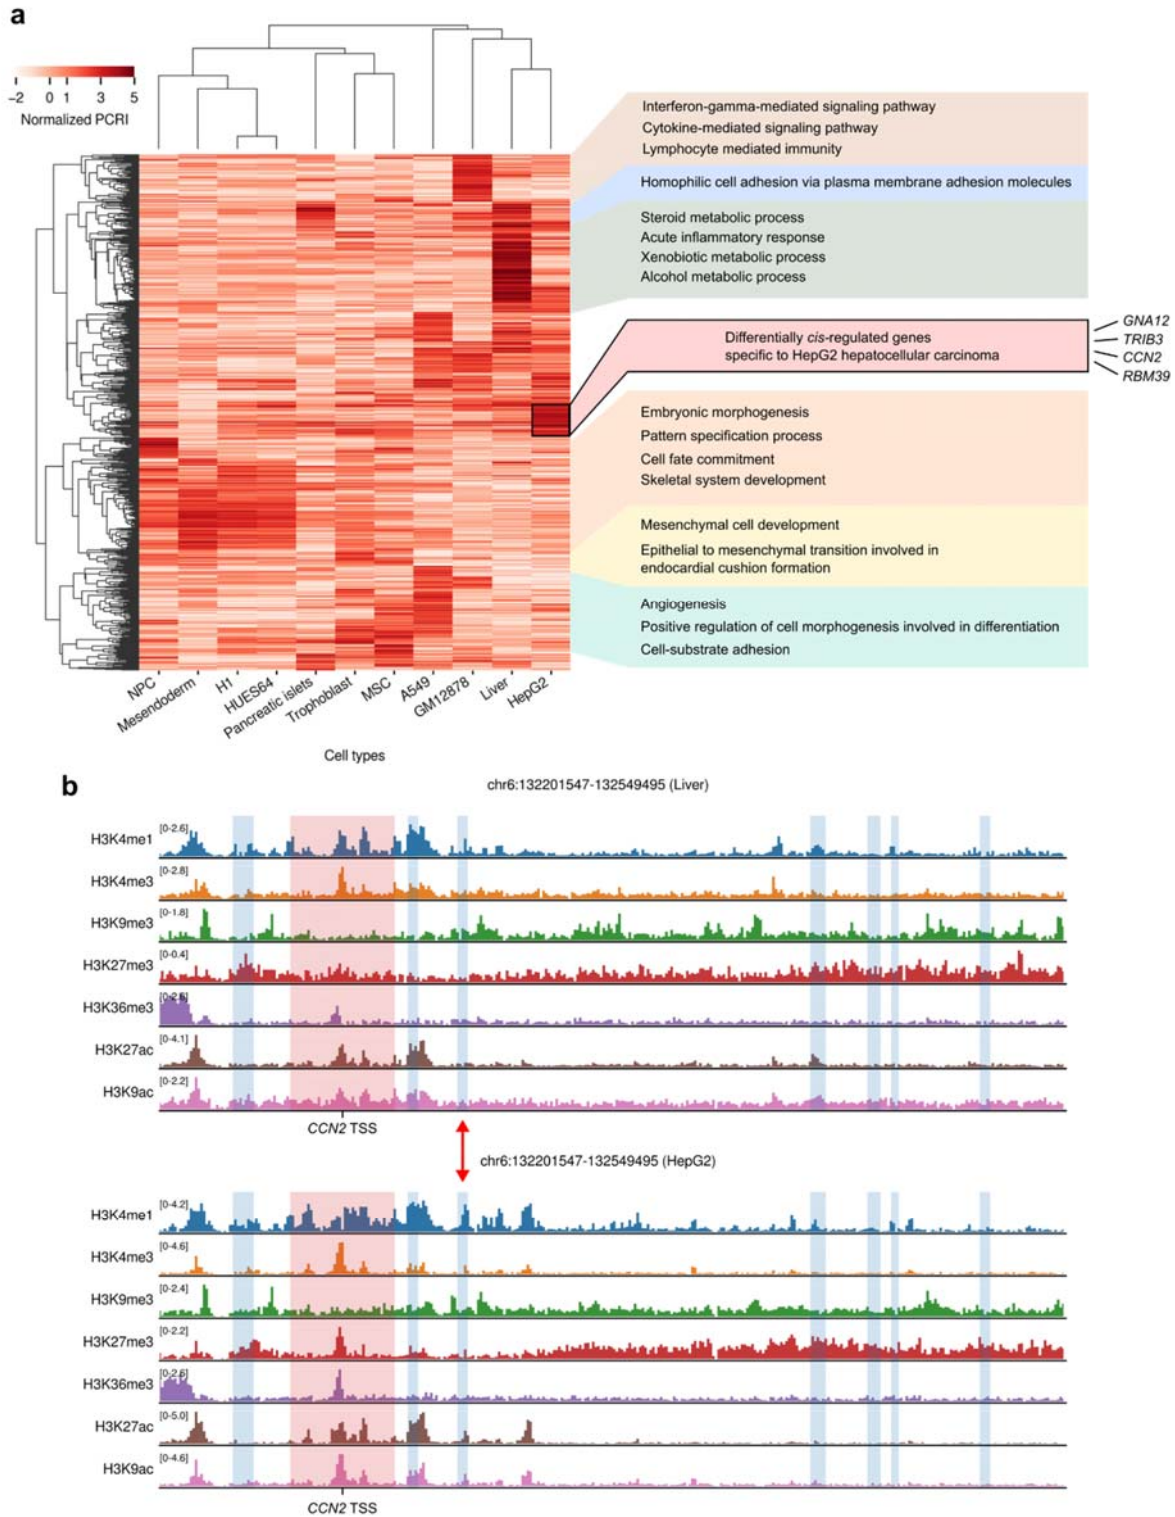 a
−2 0 1 3 5
Normalized PCRI
Interferon-gamma-mediated signaling pathway
Cytokine-mediated signaling pathway
Lymphocyte mediated immunity
Homophilic cell adhesion via plasma membrane adhesion molecules
Steroid metabolic process
Acute inflammatory response
Xenobiotic metabolic process
Alcohol metabolic process
Differentially cis-regulated genes
specific to HepG2 hepatocellular carcinoma
GNA12
TRIB3
CCN2
RBM39
Embryonic morphogenesis
Pattern specification process
Cell fate commitment
Skeletal system development
Mesenchymal cell development
Epithelial to mesenchymal transition involved in
endocardial cushion formation
Angiogenesis
Positive regulation of cell morphogenesis involved in differentiation
Cell-substrate adhesion
NPC
Mesendoderm
H1
HUES64
Pancreatic islets
Trophoblast
MSC
A549
GM12878
Liver
HepG2
Cell types
b
chr6:132201547-132549495 (Liver)
H3K4me1 [0-2.6]
H3K4me3 [0-2.8]
H3K9me3 [0-1.8]
H3K27me3 [0-0.4]
H3K36me3
H3K27ac [0-4.1]
H3K9ac [0-2.2]
CCN2 TSS
chr6:132201547-132549495 (HepG2)
H3K4me1 [0-4.2]
H3K4me3 [0-4.6]
H3K9me3 [0-2.4]
H3K27me3 [0-2.2]
H3K36me3
H3K27ac [0-5.0]
H3K9ac [0-4.6]
CCN2 TSS